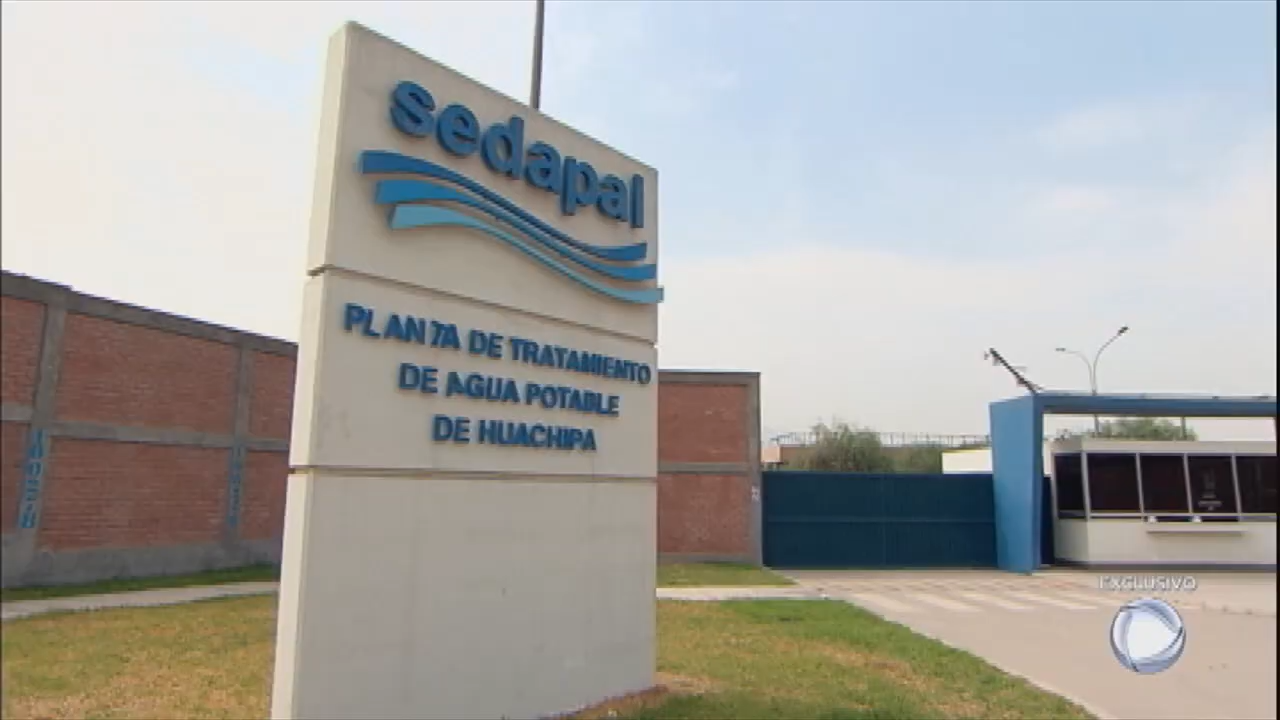 sedapal
PLANTA DE TRATAMIENTO
DE AGUA POTABLE
DE HUACHIPA
EXCLUSIVO